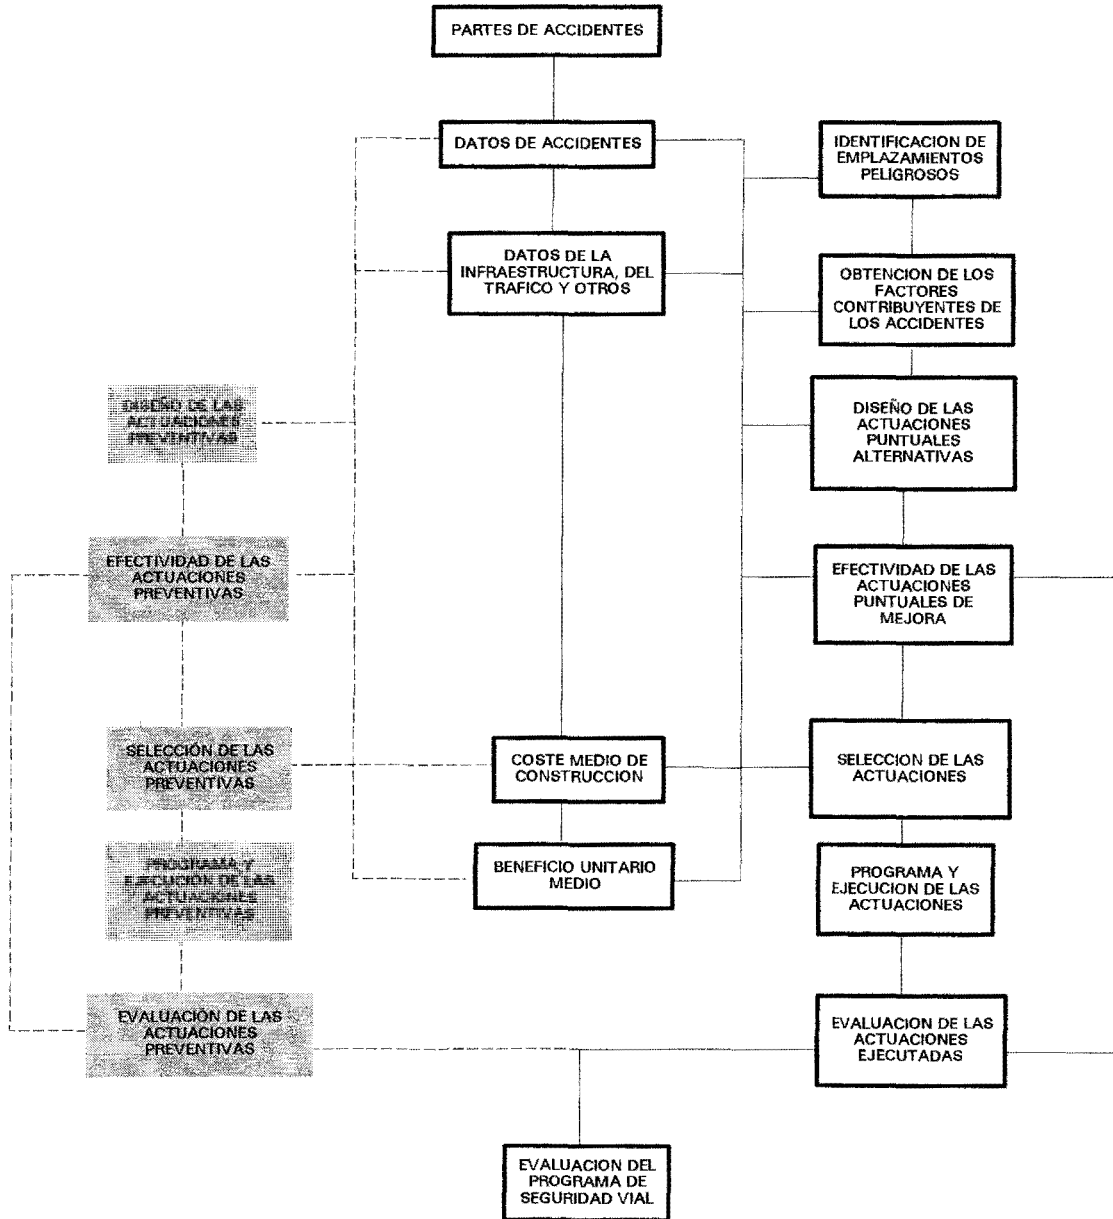 PARTES DE ACCIDENTES
DATOS DE ACCIDENTES
IDENTIFICACION DE
EMPLAZAMIENTOS
PELIGROSOS
DATOS DE LA
INFRAESTRUCTURA, DEL
TRAFICO Y OTROS
OBTENCION DE LOS
FACTORES
CONTRIBUYENTES DE
LOS ACCIDENTES
DISEÑO DE LAS
ACTUACIONES
PREVENTIVAS
DISEÑO DE LAS
ACTUACIONES
PUNTUALES
ALTERNATIVAS
EFECTIVIDAD DE LAS
ACTUACIONES
PREVENTIVAS
EFECTIVIDAD DE LAS
ACTUACIONES
PUNTUALES DE
MEJORA
SELECCIÓN DE LAS
ACTUACIONES
PREVENTIVAS
COSTE MEDIO DE
CONSTRUCCION
SELECCION DE LAS
ACTUACIONES
PROGRAMA Y
EJECUCIÓN DE LAS
ACTUACIONES
PREVENTIVAS
BENEFICIO UNITARIO
MEDIO
PROGRAMA Y
EJECUCION DE LAS
ACTUACIONES
EVALUACIÓN DE LAS
ACTUACIONES
PREVENTIVAS
EVALUACION DE LAS
ACTUACIONES
EJECUTADAS
EVALUACION DEL
PROGRAMA DE
SEGURIDAD VIAL